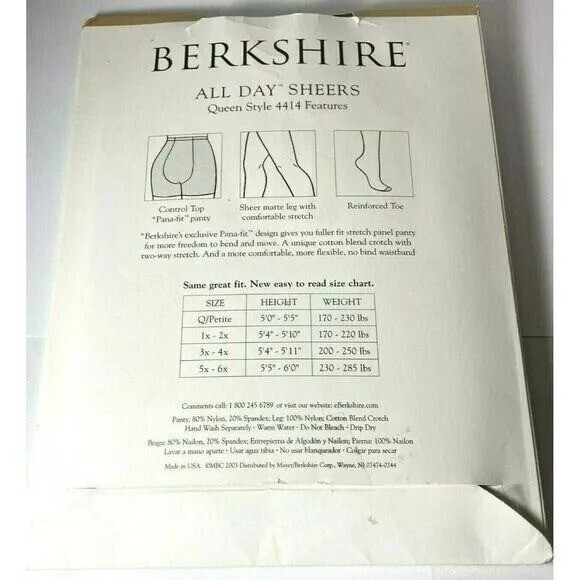 BERKSHIRE®
ALL DAY™ SHEERS
Queen Style 4414 Features
Control Top
"Pana-fit™ panty
Sheer matte leg with
comfortable stretch
Reinforced Toe
"Berkshire's exclusive Pana-fit™ design gives you fuller fit stretch panel panty
for more freedom to bend and move. A unique cotton blend crotch with
two-way stretch. And a more comfortable, more flexible, no bind waistband
Same great fit. New easy to read size chart.
SIZE HEIGHT WEIGHT
Q/Petite 5'0" - 5'5" 170 - 230 lbs
1x - 2x 5'4" - 5'10" 170 - 220 lbs
3x - 4x 5'4" - 5'11" 200 - 250 lbs
5x - 6x 5'5" - 6'0" 230 - 285 lbs
Comments call: 1 800 245 6789 or visit our website: eBerkshire.com
Panty: 80% Nylon, 20% Spandex; Leg: 100% Nylon; Cotton Blend Crotch
Hand Wash Separately • Warm Water • Do Not Bleach • Drip Dry
Braga: 80% Nailon, 20% Spandex; Entrepierna de Algodón y Nailon; Pierna: 100% Nailon
Lavar a mano aparte • Usar agua tibia • No usar blanqueador • Colgar para secar
Made in USA. ©MBC 2003 Distributed by Mayer/Berkshire Corp., Wayne, NJ 07474-0244